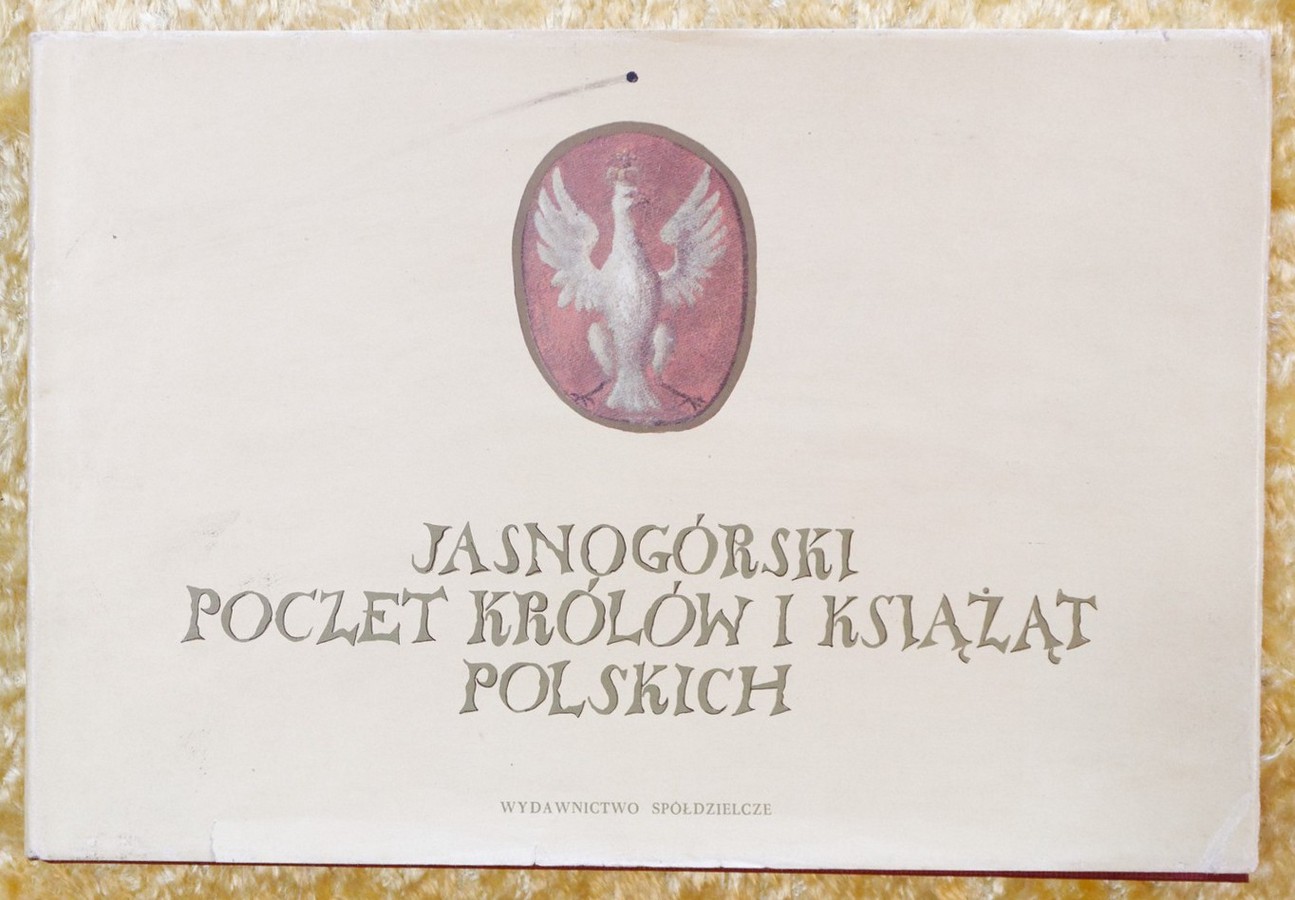 JASNOGÓRSKI
POCZET KRÓLÓW I KSIĄŻĄT
POLSKICH
WYDAWNICTWO SPÓŁDZIELCZE